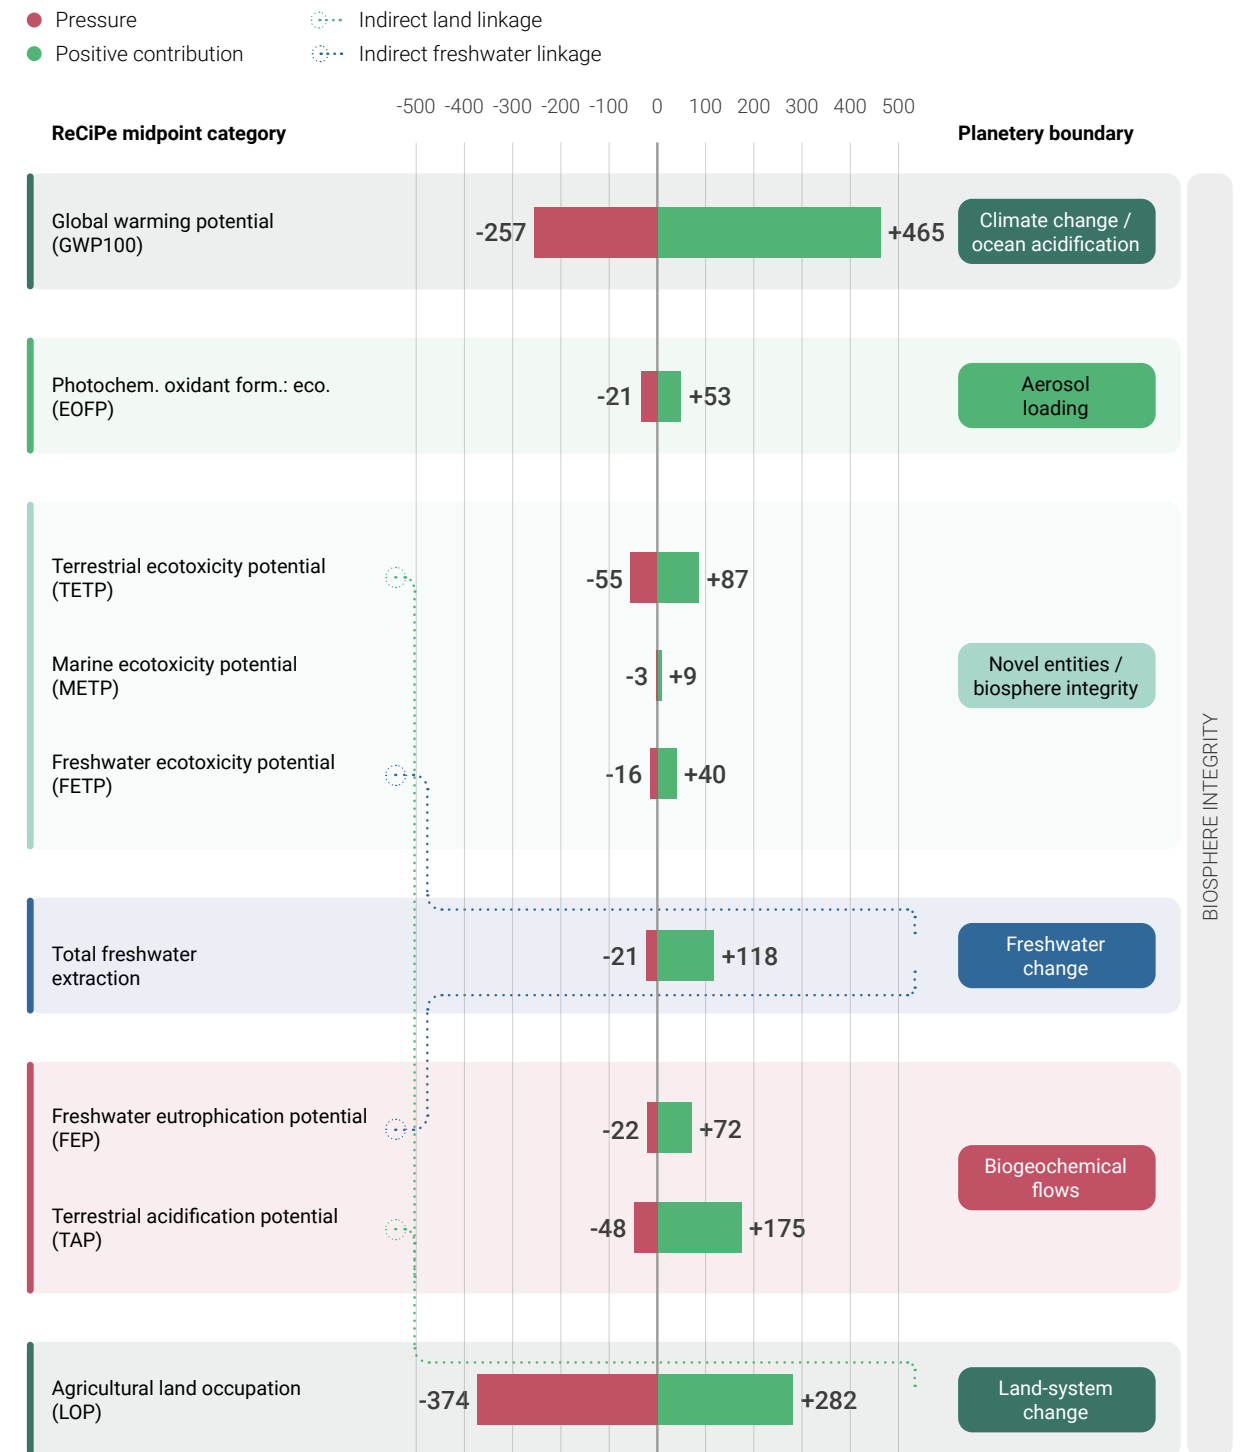 Pressure
Indirect land linkage
Positive contribution
Indirect freshwater linkage
-500 -400 -300 -200 -100 0 100 200 300 400 500
ReCiPe midpoint category
Planetery boundary
Global warming potential
(GWP100)
-257
+465
Climate change /
ocean acidification
Photochem. oxidant form.: eco.
(EOFP)
-21
+53
Aerosol
loading
Terrestrial ecotoxicity potential
(TETP)
-55
+87
Marine ecotoxicity potential
(METP)
-3
+9
Novel entities /
biosphere integrity
Freshwater ecotoxicity potential
(FETP)
-16
+40
BIOSPHERE INTEGRITY
Total freshwater
extraction
-21
+118
Freshwater
change
Freshwater eutrophication potential
(FEP)
-22
+72
Biogeochemical
flows
Terrestrial acidification potential
(TAP)
-48
+175
Agricultural land occupation
(LOP)
-374
+282
Land-system
change